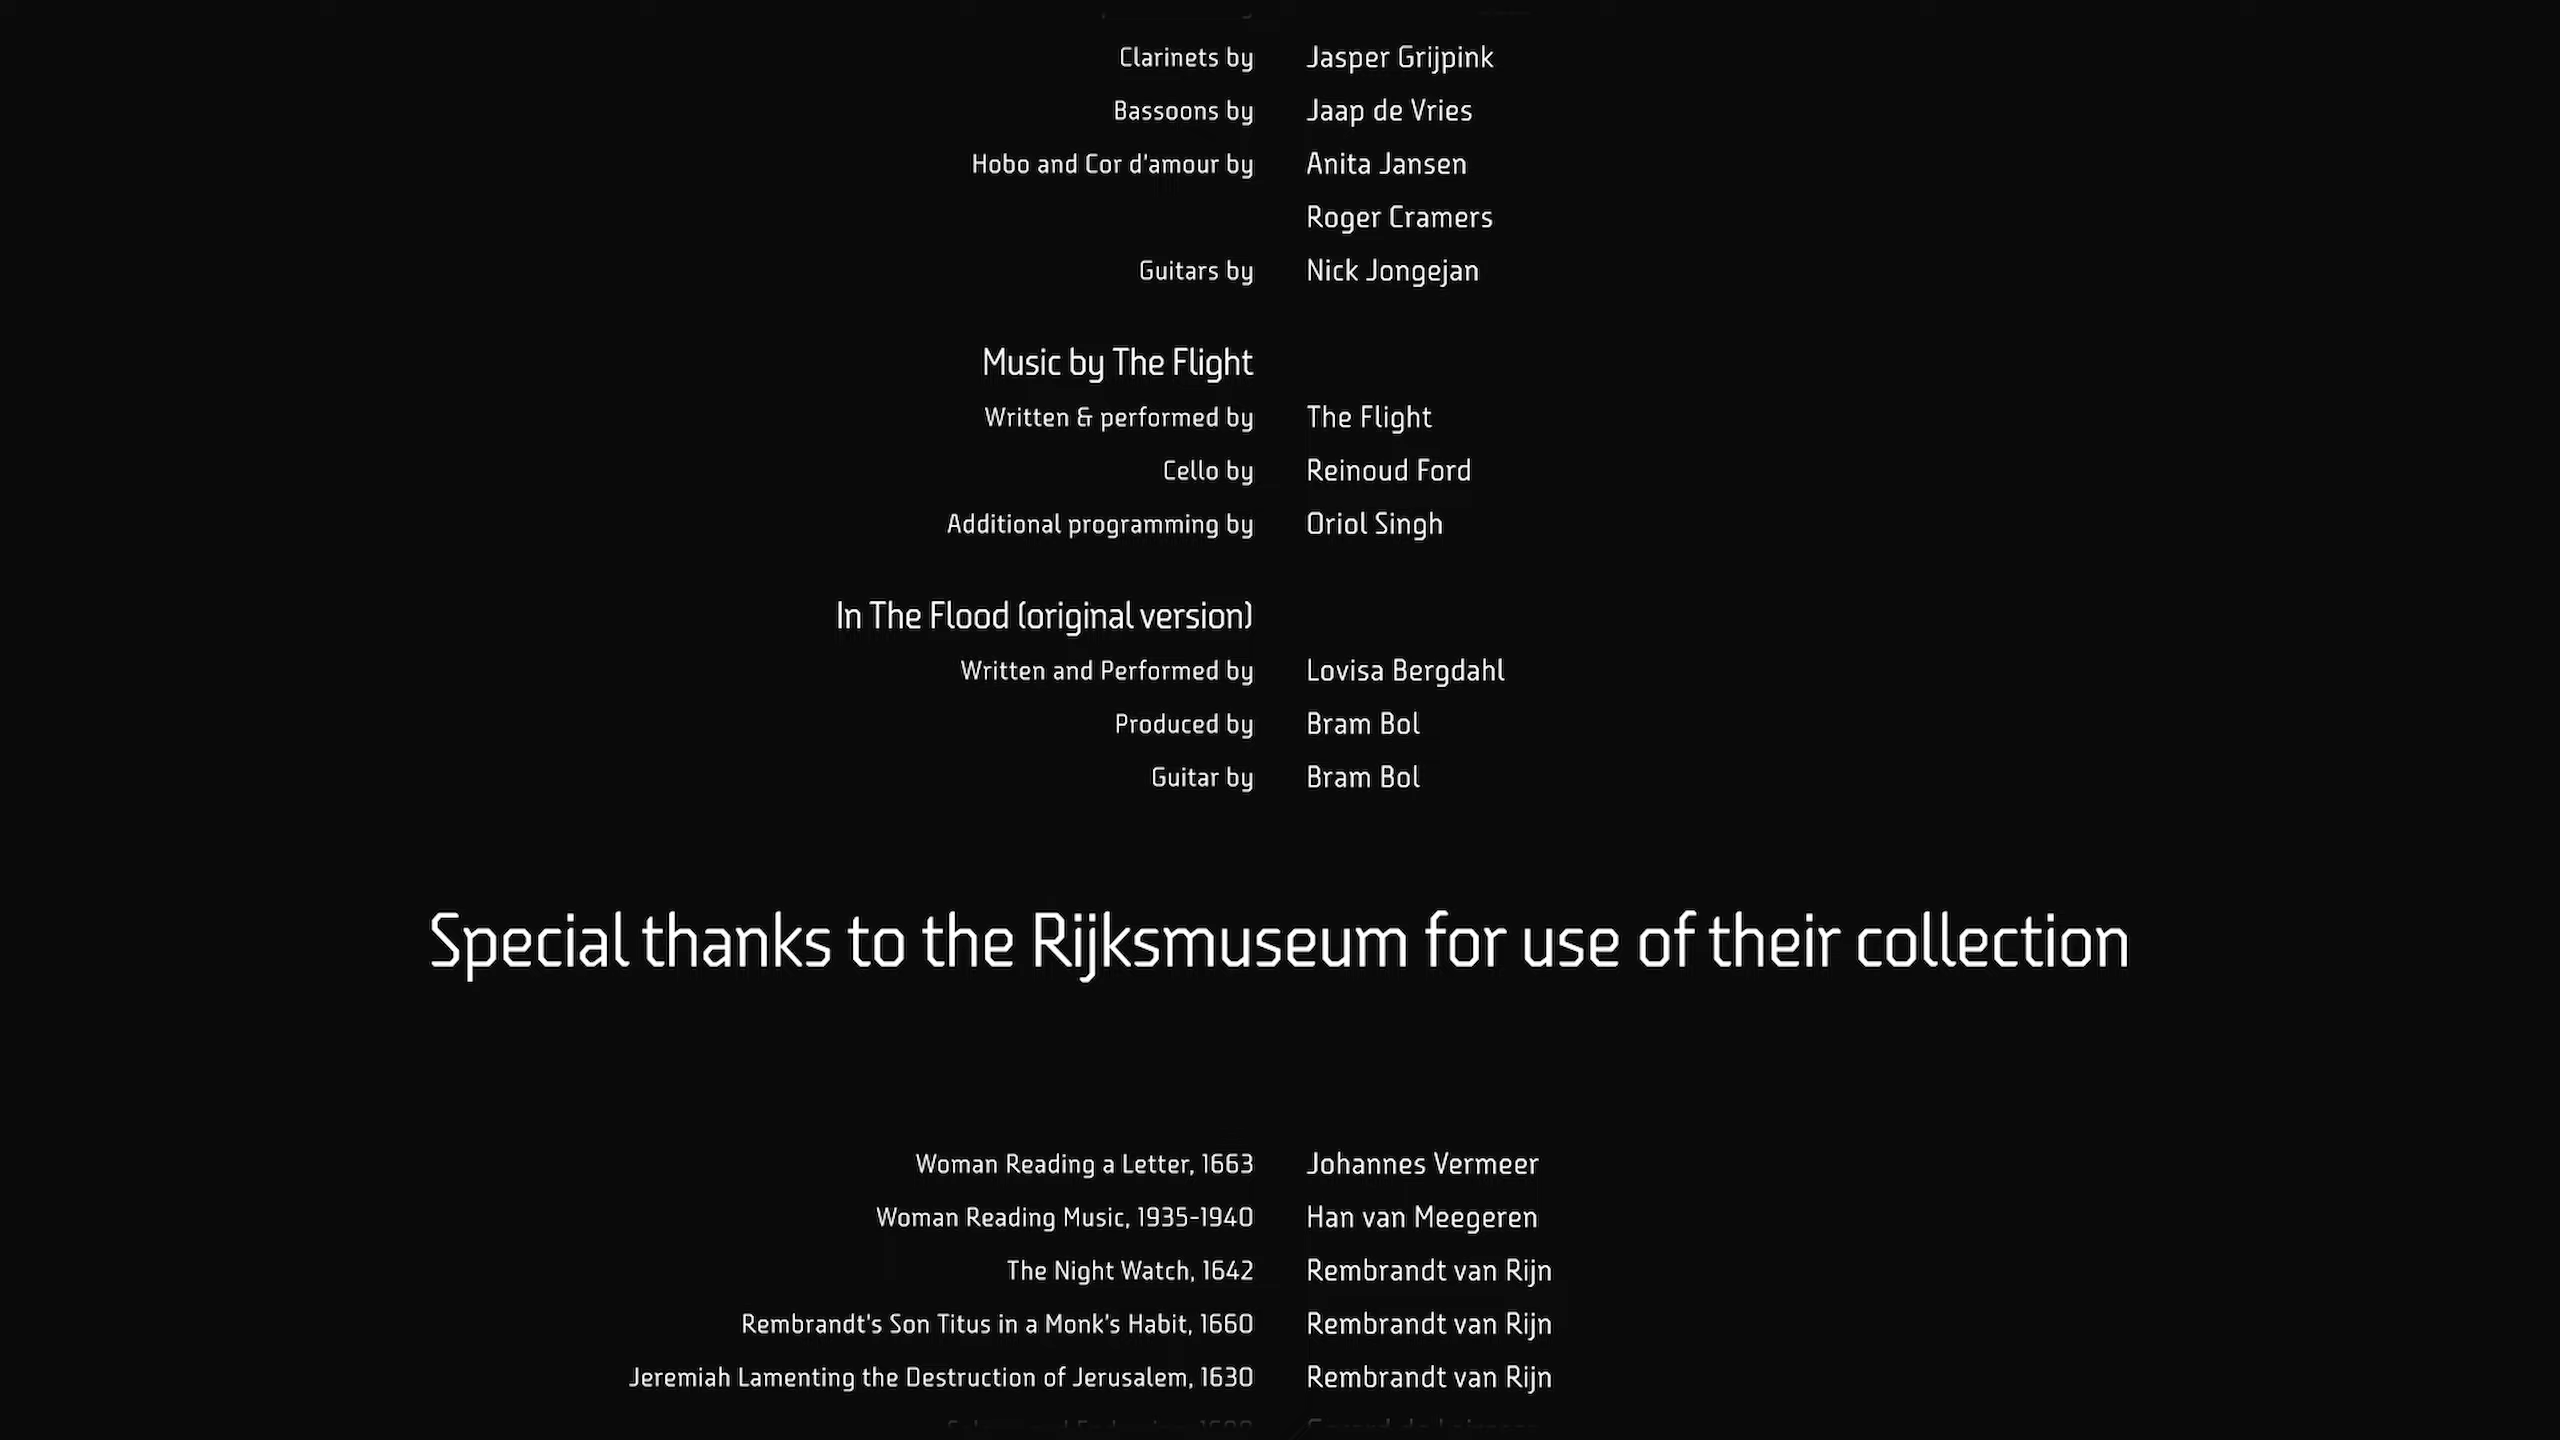 Clarinets by Jasper Grijpink
Bassoons by Jaap de Vries
Hobo and Cor d'amour by Anita Jansen
Roger Cramers
Guitars by Nick Jongejan
Music by The Flight
Written & performed by The Flight
Cello by Reinoud Ford
Additional programming by Oriol Singh
In The Flood (original version)
Written and Performed by Lovisa Bergdahl
Produced by Bram Bol
Guitar by Bram Bol
Special thanks to the Rijksmuseum for use of their collection
Woman Reading a Letter, 1663 Johannes Vermeer
Woman Reading Music, 1935-1940 Han van Meegeren
The Night Watch, 1642 Rembrandt van Rijn
Rembrandt's Son Titus in a Monk's Habit, 1660 Rembrandt van Rijn
Jeremiah Lamenting the Destruction of Jerusalem, 1630 Rembrandt van Rijn